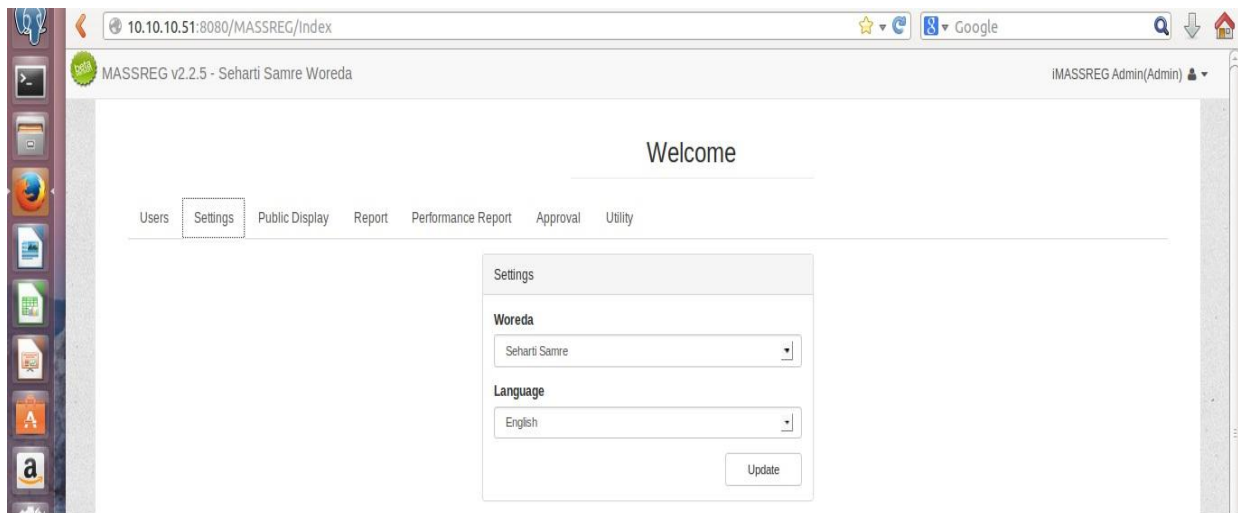 10.10.10.51:8080/MASSREG/Index
Google
beta
MASSREG v2.2.5 - Seharti Samre Woreda
iMASSREG Admin(Admin)
Welcome
Users Settings Public Display Report Performance Report Approval Utility
Settings
Woreda
Seharti Samre
Language
English
Update